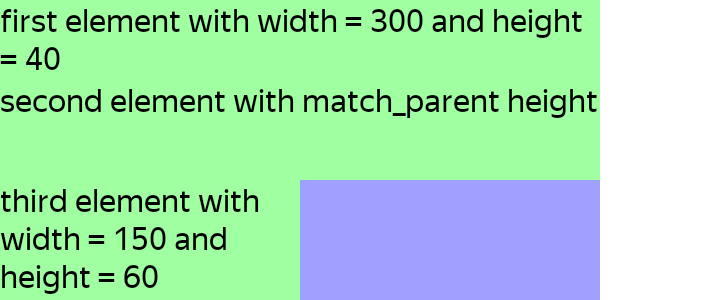 first element with width = 300 and height
= 40
second element with match_parent height
third element with
width = 150 and
height = 60